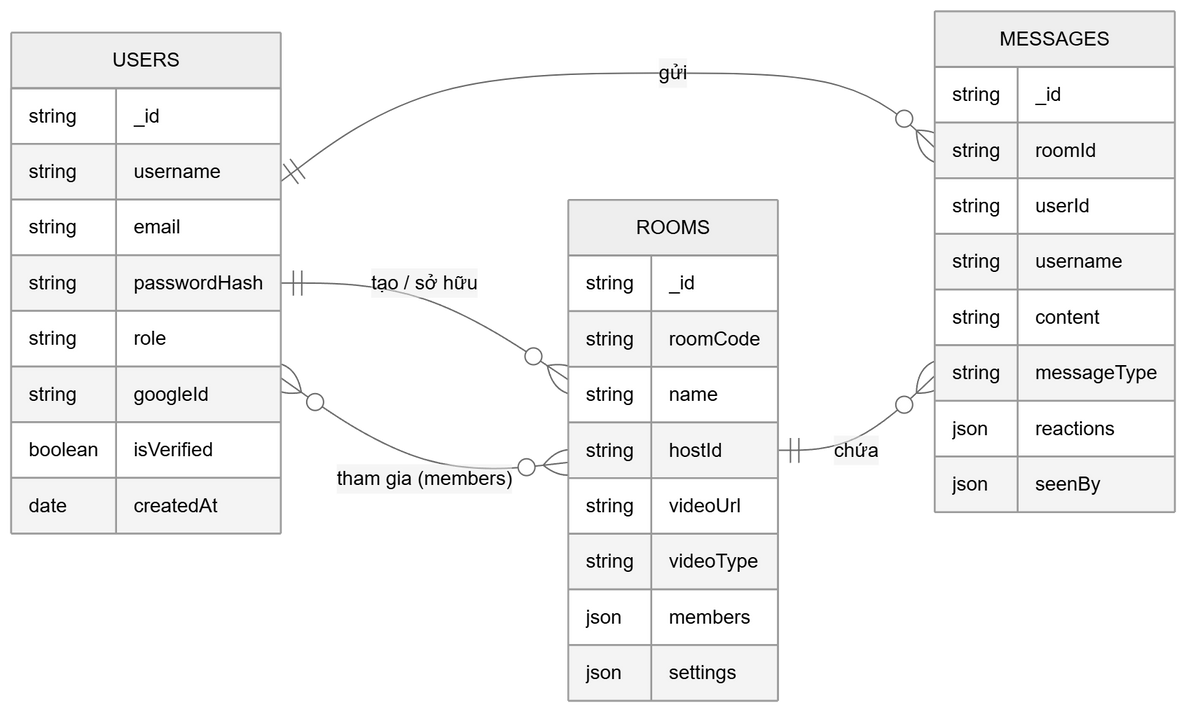 USERS
string _id
string username
string email
string passwordHash
string role
string googleId
boolean isVerified
date createdAt
gửi
tạo / sở hữu
tham gia (members)
ROOMS
string _id
string roomCode
string name
string hostId
string videoUrl
string videoType
json members
json settings
chứa
MESSAGES
string _id
string roomId
string userId
string username
string content
string messageType
json reactions
json seenBy